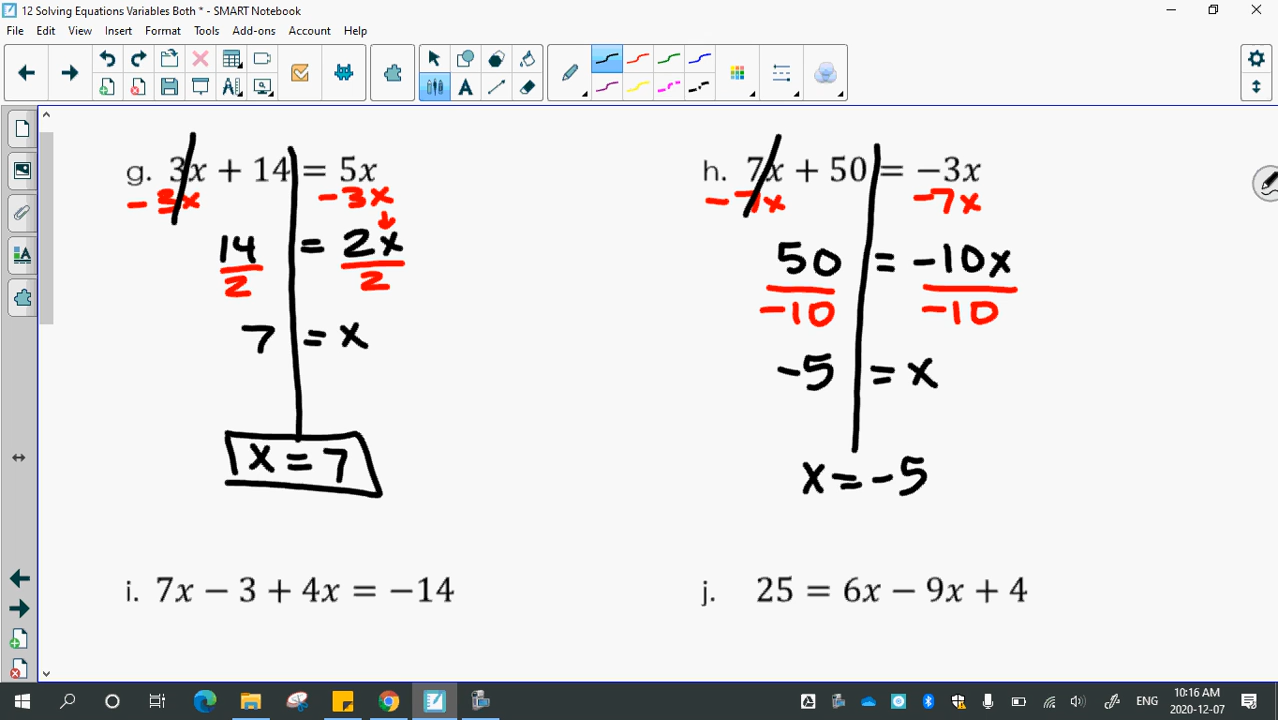 12 Solving Equations Variables Both * - SMART Notebook
File Edit View Insert Format Tools Add-ons Account Help
g. 3x + 14 = 5x
- 3x - 3x
14 = 2x
2 2
7 = x
x = 7
h. 7x + 50 = −3x
- 7x - 7x
50 = -10x
-10 -10
-5 = x
x = -5
i. 7x − 3 + 4x = −14
j. 25 = 6x − 9x + 4
ENG
10:16 AM
2020-12-07